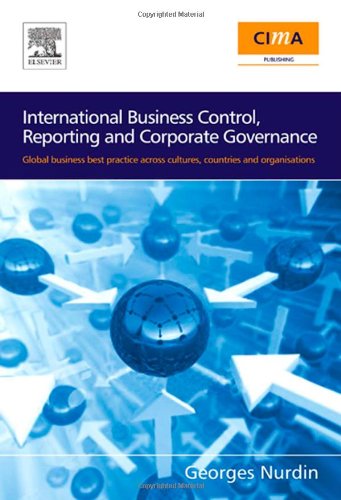 Copyrighted Material
ELSEVIER
CIMA
PUBLISHING
International Business Control,
Reporting and Corporate Governance
Global business best practice across cultures, countries and organisations
Georges Nurdin
Copyrighted Material